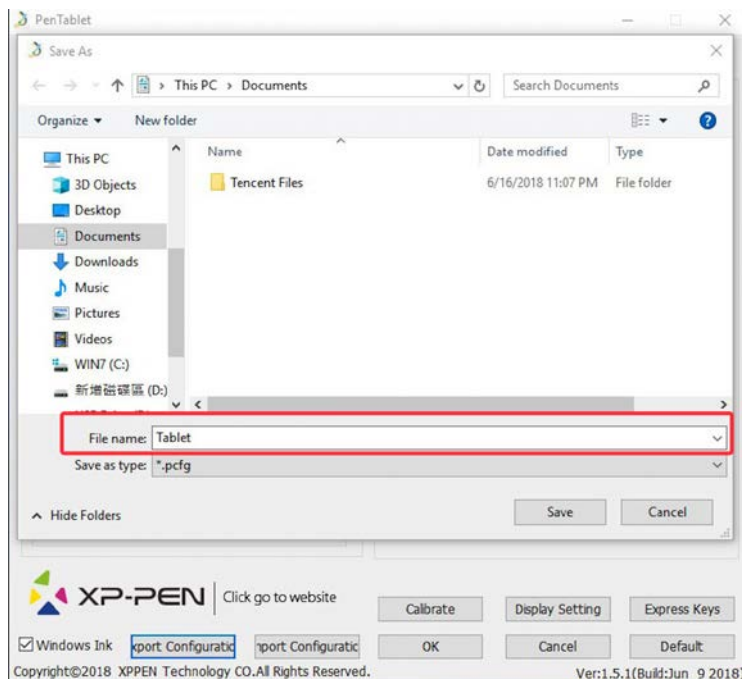 PenTablet
Save As
This PC > Documents
Search Documents
Organize
New folder
Name
Date modified
Type
This PC
3D Objects
Desktop
Documents
Downloads
Music
Pictures
Videos
WIN7 (C:)
新增磁碟區 (D:)
Tencent Files
6/16/2018 11:07 PM
File folder
File name: Tablet
Save as type: *.pcfg
Hide Folders
Save
Cancel
XP-PEN
Click go to website
Calibrate
Display Setting
Express Keys
Windows Ink
xport Configuratic
nport Configuratic
OK
Cancel
Default
Copyright©2018 XPPEN Technology CO.All Rights Reserved.
Ver:1.5.1(Build:Jun 9 2018)